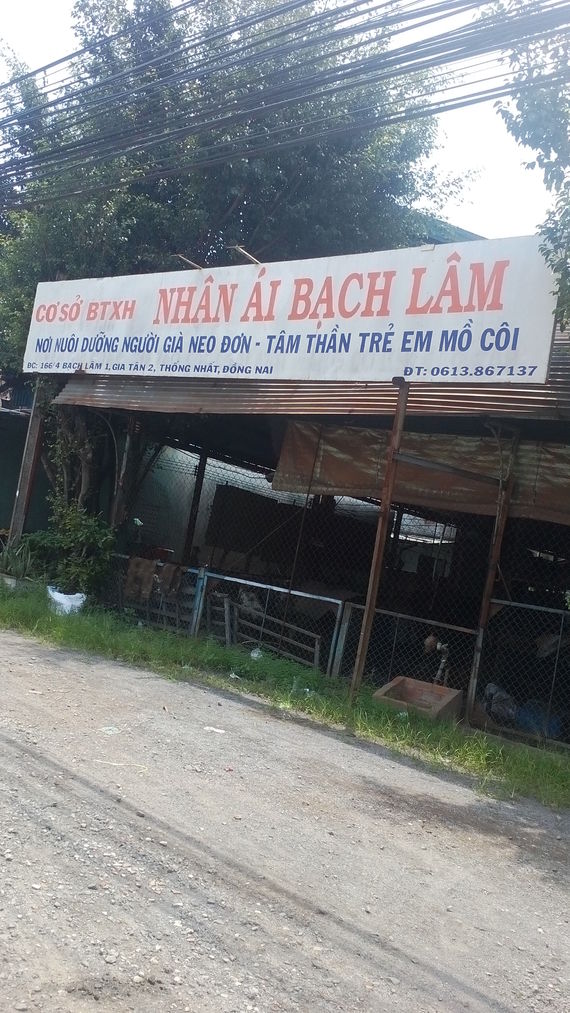 CƠ SỞ BTXH NHÂN ÁI BẠCH LÂM
NƠI NUÔI DƯỠNG NGƯỜI GIÀ NEO ĐƠN - TÂM THẦN TRẺ EM MỒ CÔI
ĐC: 166/4 BẠCH LÂM 1, GIA TÂN 2, THỐNG NHẤT, ĐỒNG NAI ĐT: 0613.867137